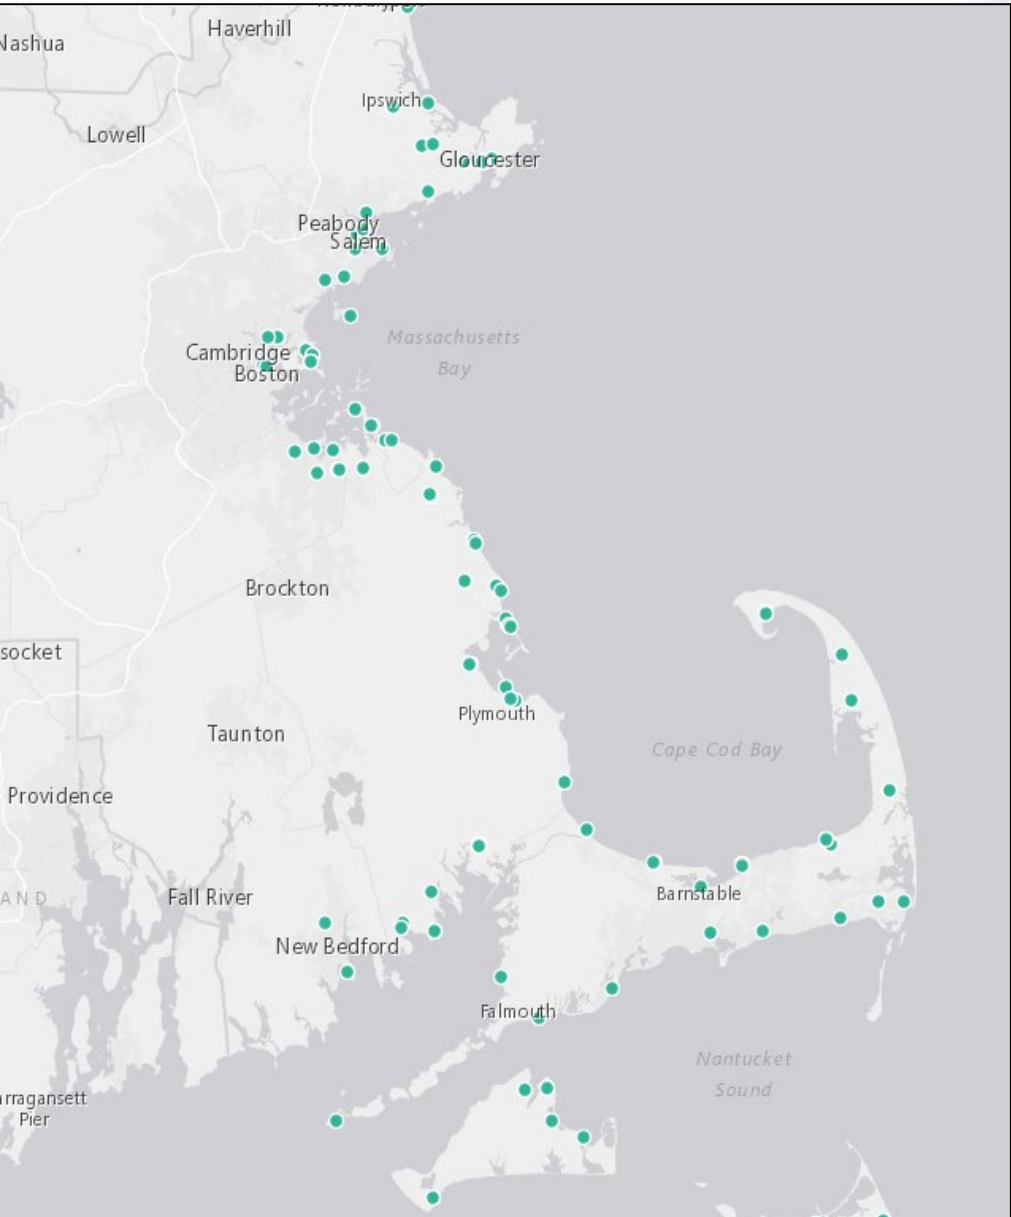 Haverhill
Nashua
Ipswich
Lowell
Gloucester
Peabody
Salem
Massachusetts
Bay
Cambridge
Boston
Brockton
socket
Plymouth
Taunton
Cape Cod Bay
Providence
Barnstable
AND
Fall River
New Bedford
Falmouth
Nantucket
Sound
arragansett
Pier